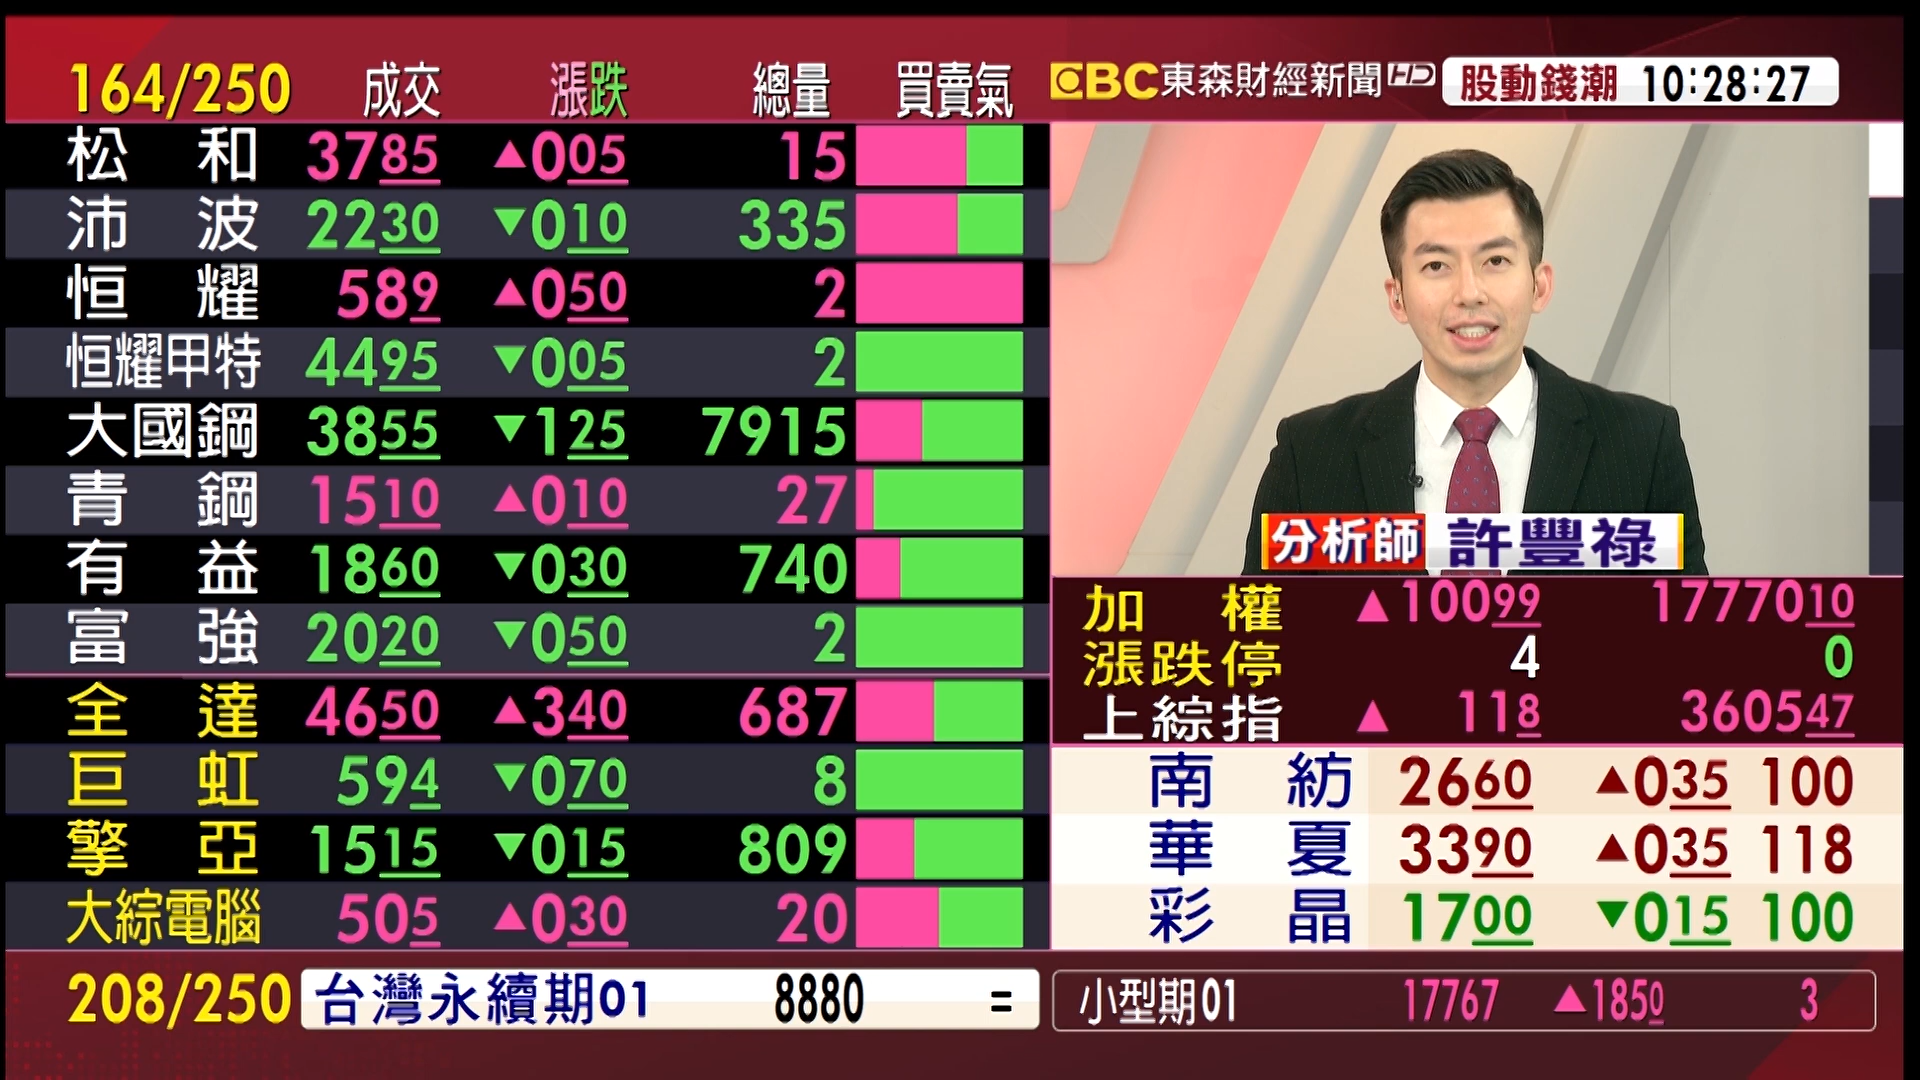 164/250 成交 漲跌 總量 買賣氣
松和 3785 ▲005 15
沛波 2230 ▼010 335
恒耀 589 ▲050 2
恒耀甲特 4495 ▼005 2
大國鋼 3855 ▼125 7915
青鋼 1510 ▲010 27
有益 1860 ▼030 740
富強 2020 ▼050 2
全達 4650 ▲340 687
巨虹 594 ▼070 8
擎亞 1515 ▼015 809
大綜電腦 505 ▲030 20
208/250 台灣永續期01 8880 =
EBC東森財經新聞HD 股動錢潮 10:28:27
分析師 許豐祿
加權 ▲10099 1777010
漲跌停 4 0
上綜指 ▲118 360547
南紡 2660 ▲035 100
華夏 3390 ▲035 118
彩晶 1700 ▼015 100
小型期01 17767 ▲1850 3